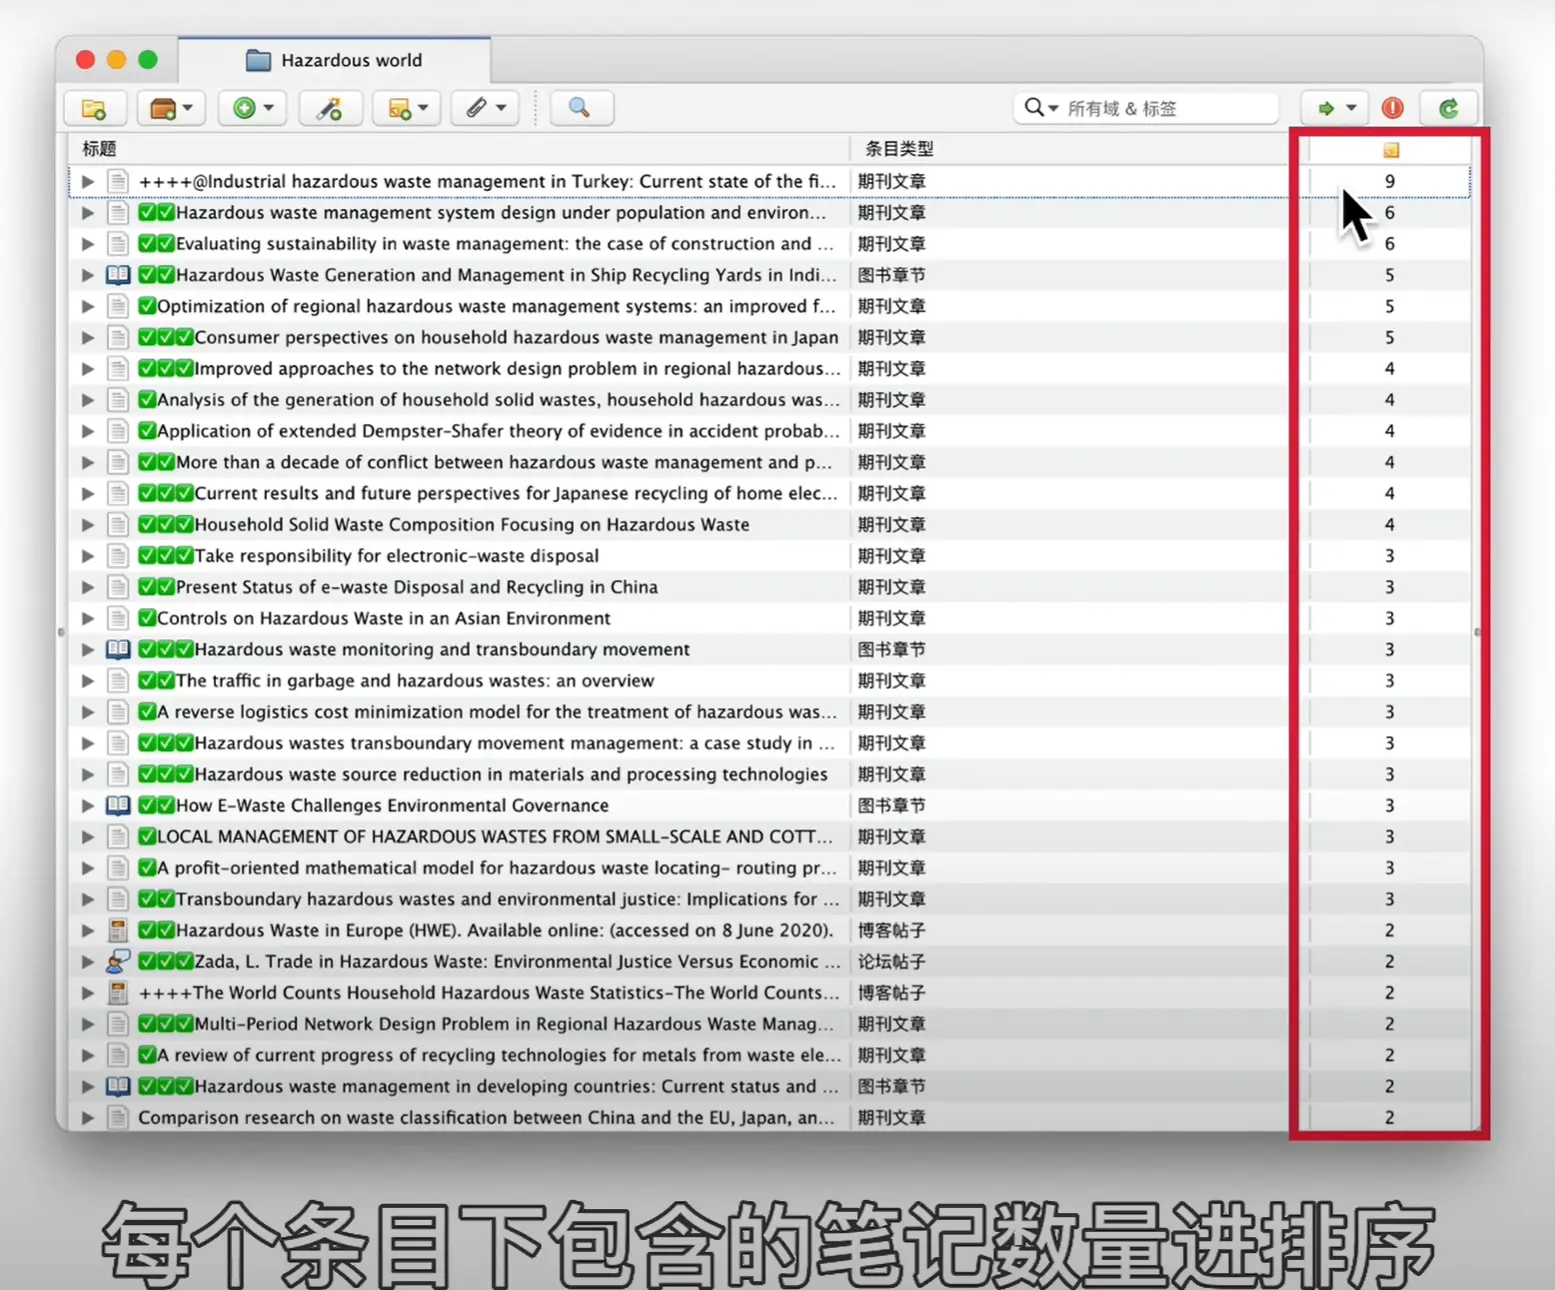 Hazardous world
所有域 & 标签
标题 条目类型
++++@Industrial hazardous waste management in Turkey: Current state of the fi... 期刊文章 9
✅✅Hazardous waste management system design under population and environ... 期刊文章 6
✅✅Evaluating sustainability in waste management: the case of construction and ... 期刊文章 6
✅✅Hazardous Waste Generation and Management in Ship Recycling Yards in Indi... 图书章节 5
✅Optimization of regional hazardous waste management systems: an improved f... 期刊文章 5
✅✅✅Consumer perspectives on household hazardous waste management in Japan 期刊文章 5
✅✅✅Improved approaches to the network design problem in regional hazardous... 期刊文章 4
✅Analysis of the generation of household solid wastes, household hazardous was... 期刊文章 4
✅Application of extended Dempster-Shafer theory of evidence in accident probab... 期刊文章 4
✅✅More than a decade of conflict between hazardous waste management and p... 期刊文章 4
✅✅✅Current results and future perspectives for Japanese recycling of home elec... 期刊文章 4
✅✅✅Household Solid Waste Composition Focusing on Hazardous Waste 期刊文章 4
✅✅✅Take responsibility for electronic-waste disposal 期刊文章 3
✅✅Present Status of e-waste Disposal and Recycling in China 期刊文章 3
✅Controls on Hazardous Waste in an Asian Environment 期刊文章 3
✅✅✅Hazardous waste monitoring and transboundary movement 图书章节 3
✅✅The traffic in garbage and hazardous wastes: an overview 期刊文章 3
✅A reverse logistics cost minimization model for the treatment of hazardous was... 期刊文章 3
✅✅✅Hazardous wastes transboundary movement management: a case study in ... 期刊文章 3
✅✅✅Hazardous waste source reduction in materials and processing technologies 期刊文章 3
✅✅How E-Waste Challenges Environmental Governance 图书章节 3
✅LOCAL MANAGEMENT OF HAZARDOUS WASTES FROM SMALL-SCALE AND COTT... 期刊文章 3
✅A profit-oriented mathematical model for hazardous waste locating- routing pr... 期刊文章 3
✅✅Transboundary hazardous wastes and environmental justice: Implications for ... 期刊文章 3
✅✅Hazardous Waste in Europe (HWE). Available online: (accessed on 8 June 2020). 博客帖子 2
✅✅✅Zada, L. Trade in Hazardous Waste: Environmental Justice Versus Economic ... 论坛帖子 2
++++The World Counts Household Hazardous Waste Statistics-The World Counts... 博客帖子 2
✅✅✅Multi-Period Network Design Problem in Regional Hazardous Waste Manag... 期刊文章 2
✅A review of current progress of recycling technologies for metals from waste ele... 期刊文章 2
✅✅✅Hazardous waste management in developing countries: Current status and ... 图书章节 2
Comparison research on waste classification between China and the EU, Japan, an... 期刊文章 2
每个条目下包含的笔记数量进排序